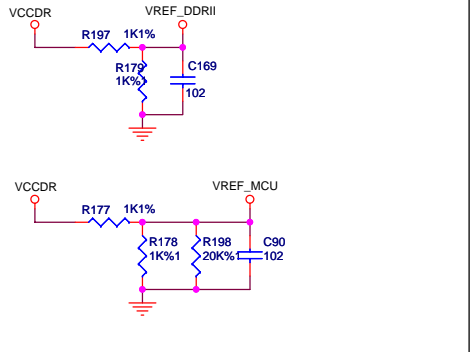 VCCDR
VREF_DDRII
R197 1K1%
R179
1K%1
C169
102
VCCDR
VREF_MCU
R177 1K1%
R178
1K%1
R198
20K%1
C90
102